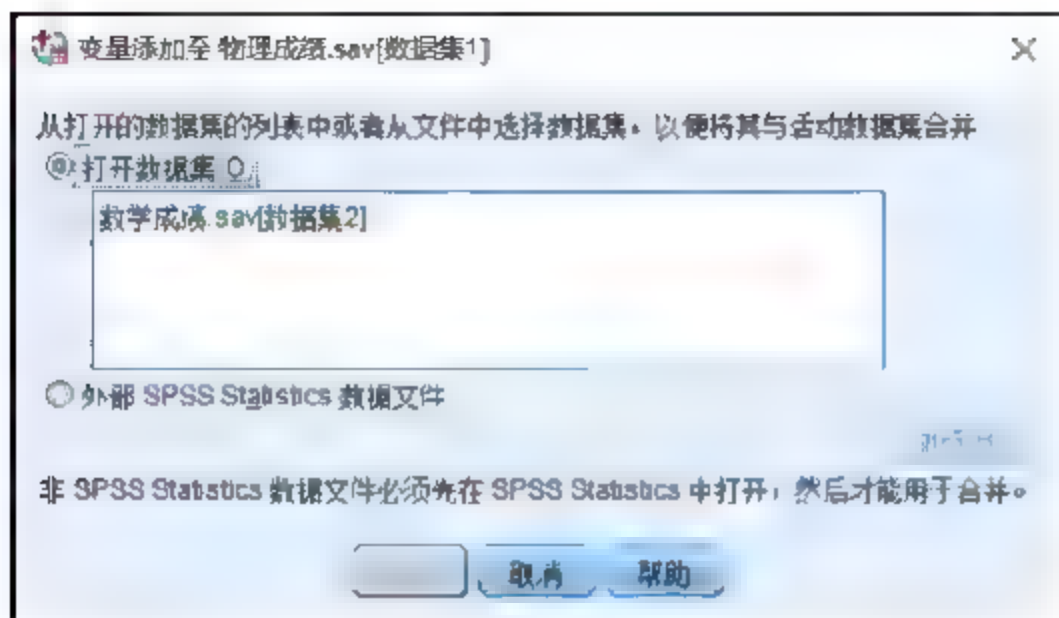 变量添加至 物理成绩.sav[数据集1]
从打开的数据集的列表中或者从文件中选择数据集，以便将其与活动数据集合并
打开数据集 O
数学成绩.sav[数据集2]
外部 SPSS Statistics 数据文件
非 SPSS Statistics 数据文件必须先在 SPSS Statistics 中打开，然后才能用于合并。
取消 帮助